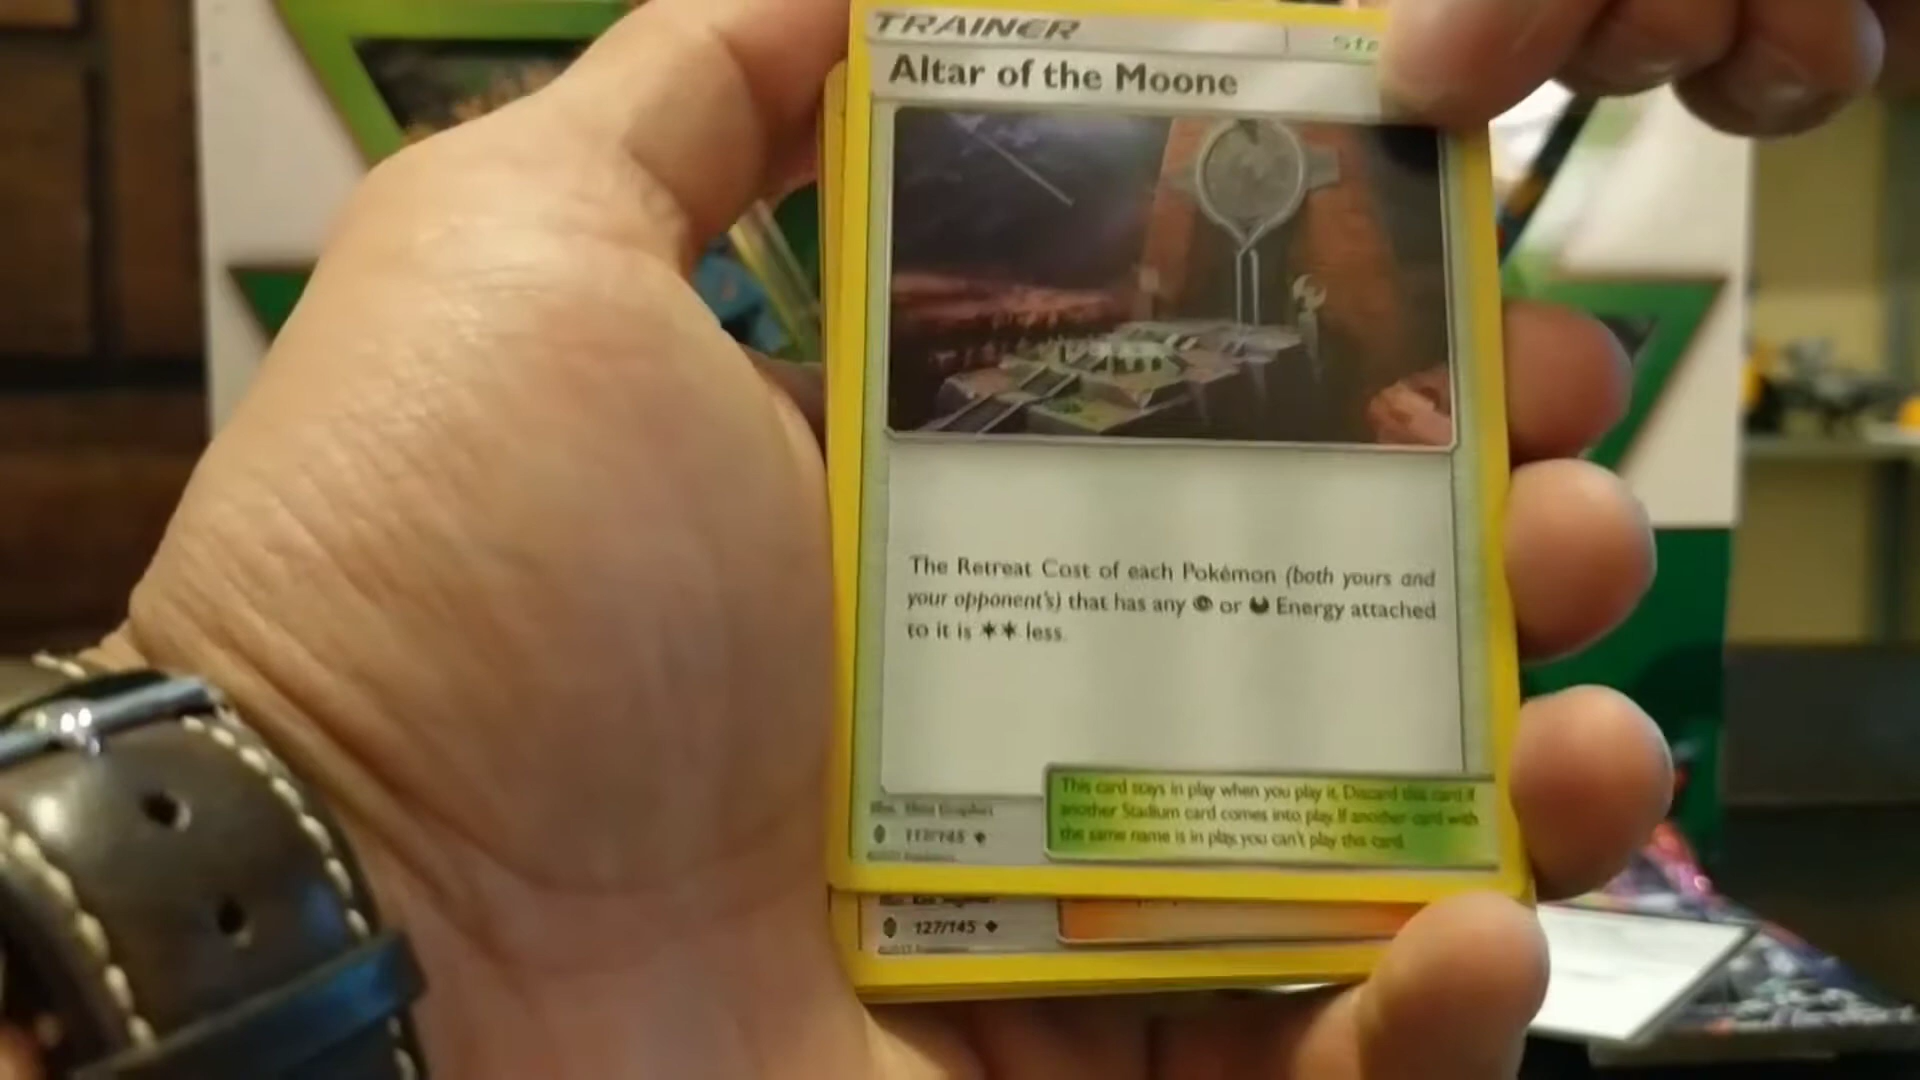 TRAINER
Altar of the Moone
The Retreat Cost of each Pokémon (both yours and
your opponent's) that has any or Energy attached
to it is ✶✶ less.
This card stays in play when you play it. Discard this card if
another Stadium card comes into play. If another card with
the same name is in play, you can't play this card.
117/145
127/145